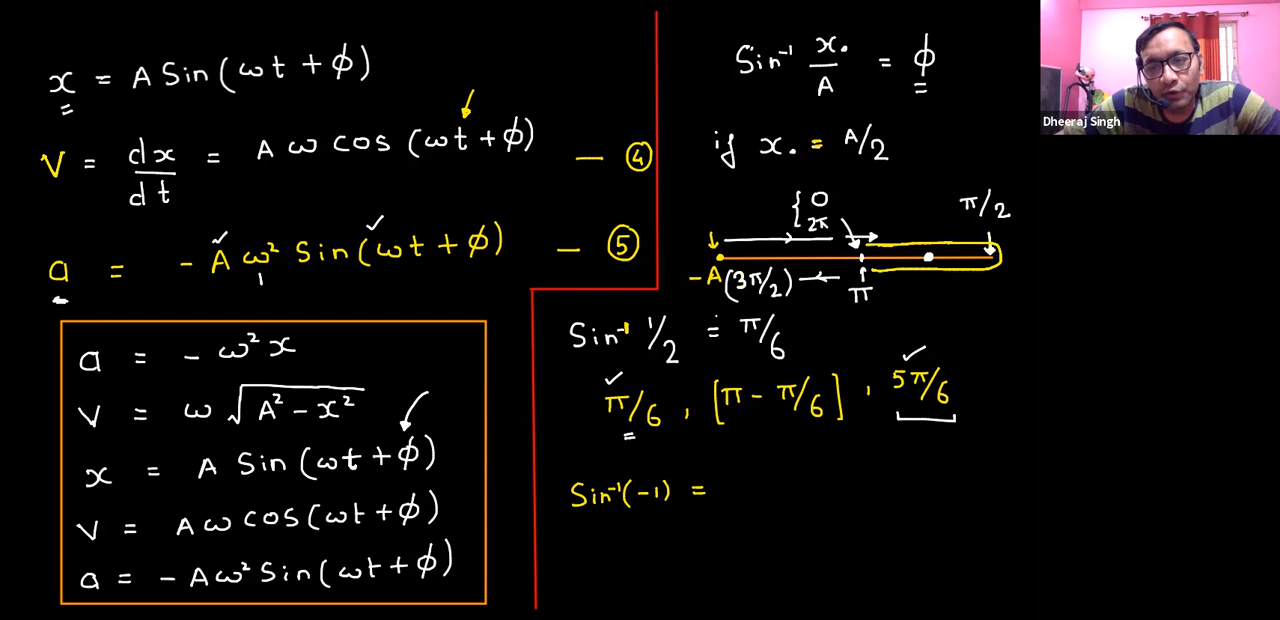 x = A Sin(ωt + φ)
V = dx/dt = A ω cos (ωt + φ) — ④
a = - A ω² Sin(ωt + φ) — ⑤
a = - ω²x
V = ω √(A² - x²)
x = A Sin(ωt + φ)
V = Aω cos(ωt + φ)
a = - Aω² Sin(ωt + φ)
Sin⁻¹ x₀/A = φ
if x₀ = A/2
{ 0
2π
π/2
-A (3π/2) π
Sin⁻¹ 1/2 = π/6
π/6 , [π - π/6] , 5π/6
Sin⁻¹(-1) =
Dheeraj Singh